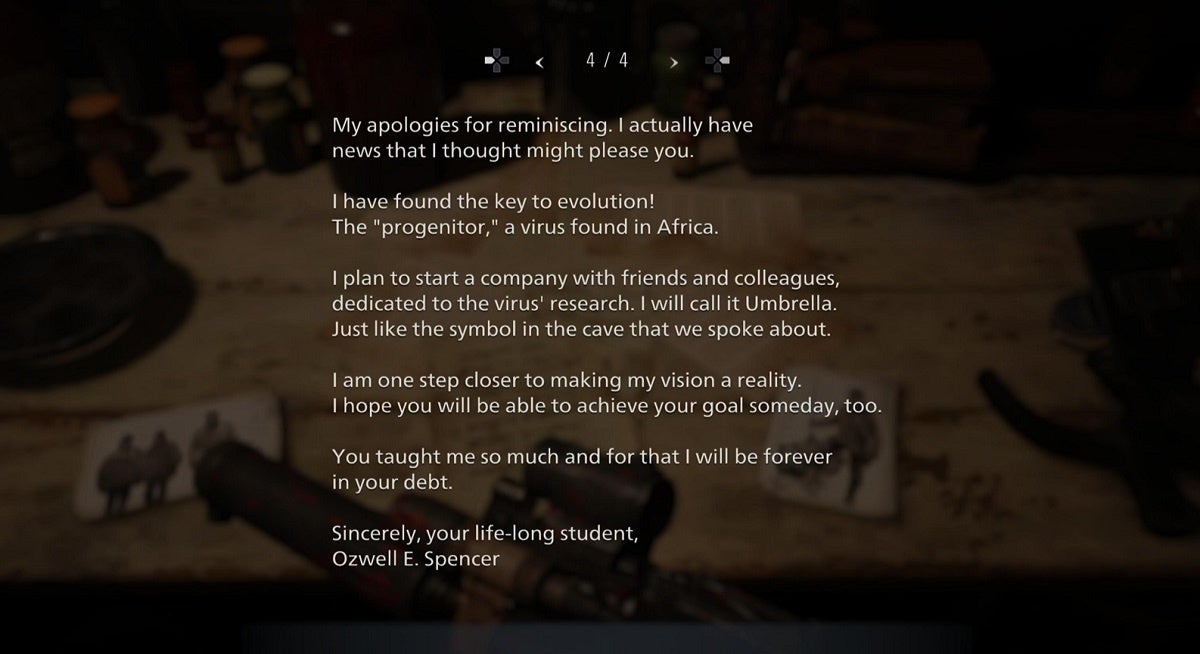 4 / 4
My apologies for reminiscing. I actually have
news that I thought might please you.
I have found the key to evolution!
The "progenitor," a virus found in Africa.
I plan to start a company with friends and colleagues,
dedicated to the virus' research. I will call it Umbrella.
Just like the symbol in the cave that we spoke about.
I am one step closer to making my vision a reality.
I hope you will be able to achieve your goal someday, too.
You taught me so much and for that I will be forever
in your debt.
Sincerely, your life-long student,
Ozwell E. Spencer